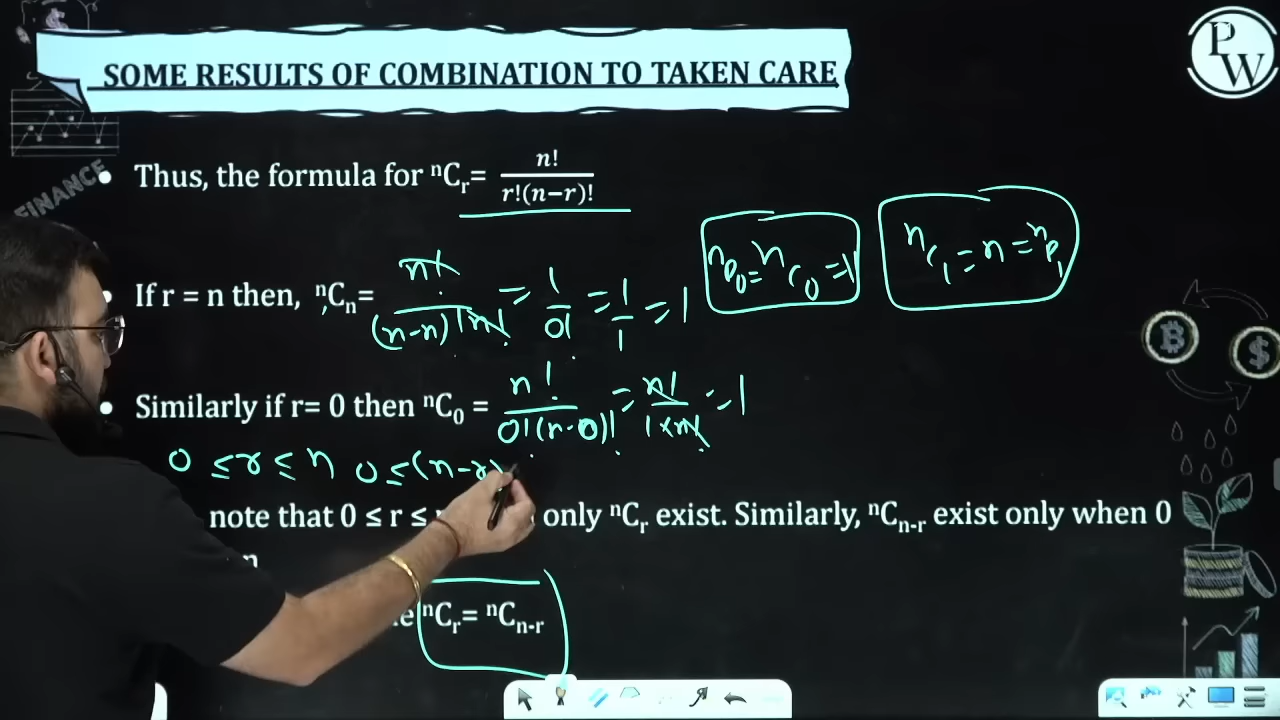 SOME RESULTS OF COMBINATION TO TAKEN CARE
PW
FINANCE
• Thus, the formula for ⁿCᵣ= n!/r!(n−r)!
ⁿP₀=ⁿC₀=1
ⁿC₁=n=ⁿP₁
• If r = n then, ⁿCₙ= n!/(n-n)!n! = 1/0! = 1/1 = 1
• Similarly if r= 0 then ⁿC₀ = n!/0!(n-0)! = n!/1×n! = 1
0 ≤ r ≤ n 0 ≤ (n-r)
note that 0 ≤ r ≤ only ⁿCᵣ exist. Similarly, ⁿCₙ₋ᵣ exist only when 0
n
ⁿCᵣ= ⁿCₙ₋ᵣ